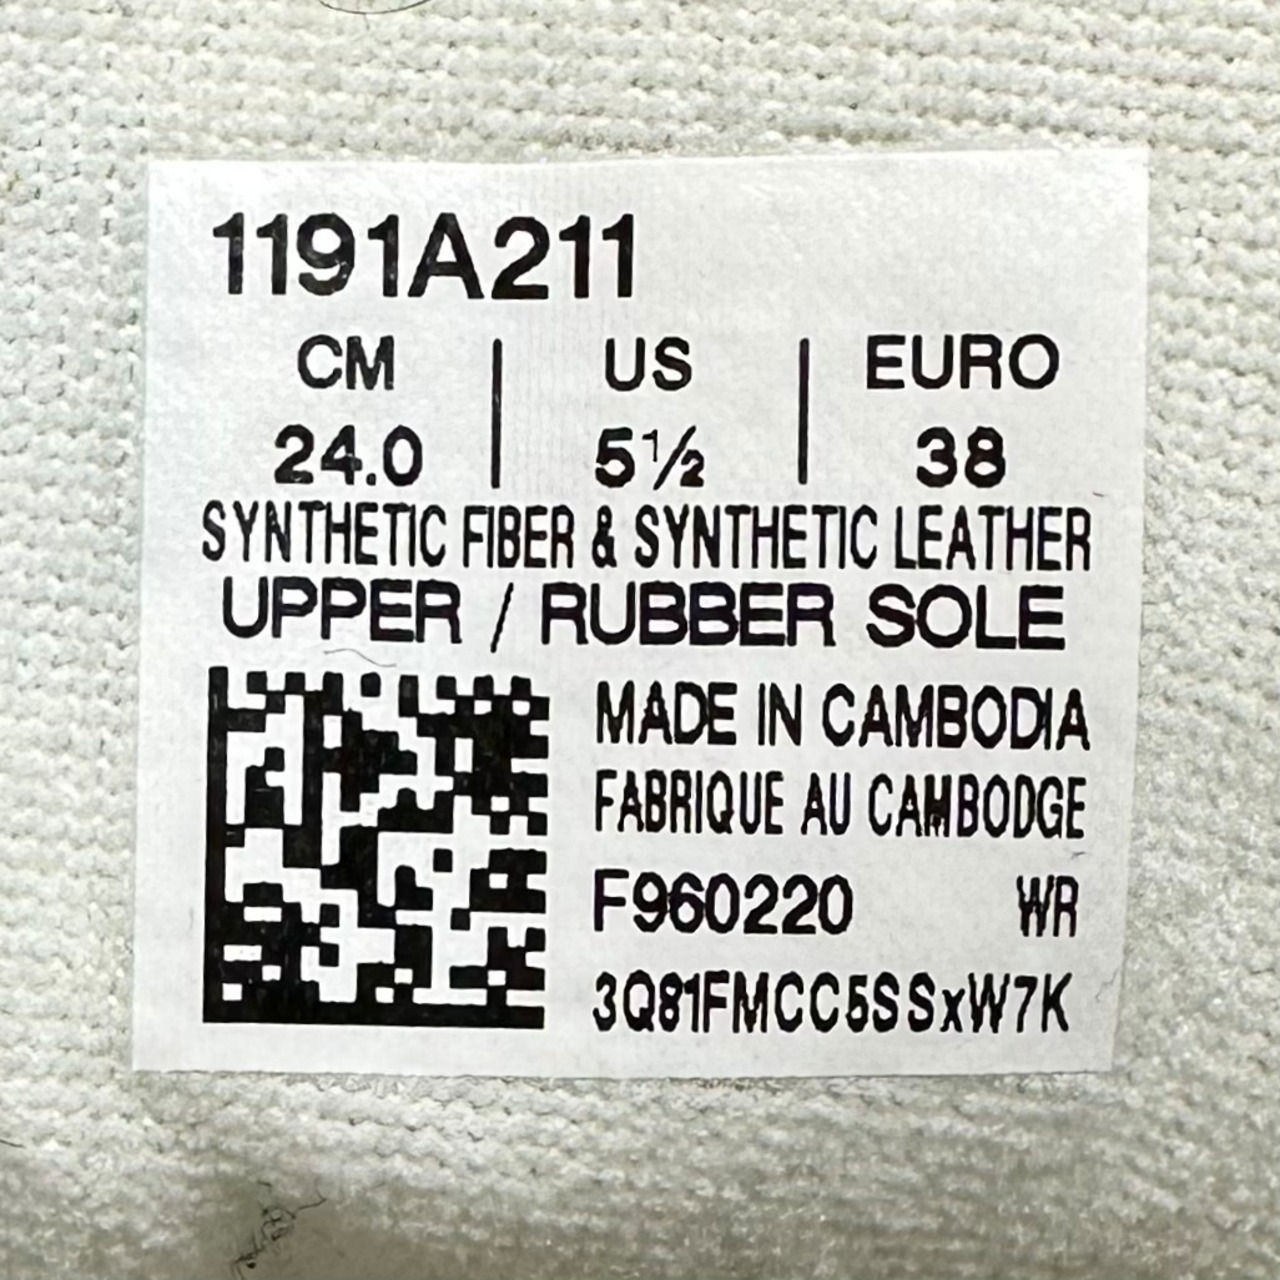 1191A211
CM | US | EURO
24.0 | 5½ | 38
SYNTHETIC FIBER & SYNTHETIC LEATHER
UPPER / RUBBER SOLE
MADE IN CAMBODIA
FABRIQUE AU CAMBODGE
F960220 WR
3Q81FMCC5SSxW7K